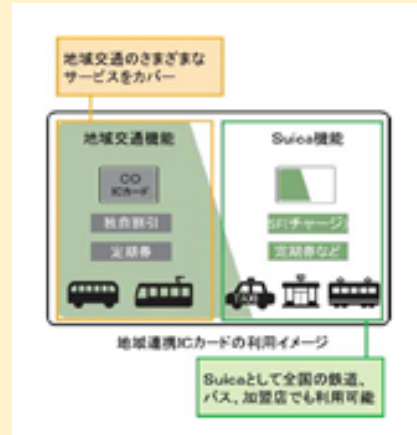 地域交通のさまざまな
サービスをカバー
地域交通機能
Suica機能
ICカード
独自割引
SF(チャージ)
定期券
定期券など
TAXI
地域連携ICカードの利用イメージ
Suicaとして全国の鉄道、
バス、加盟店でも利用可能